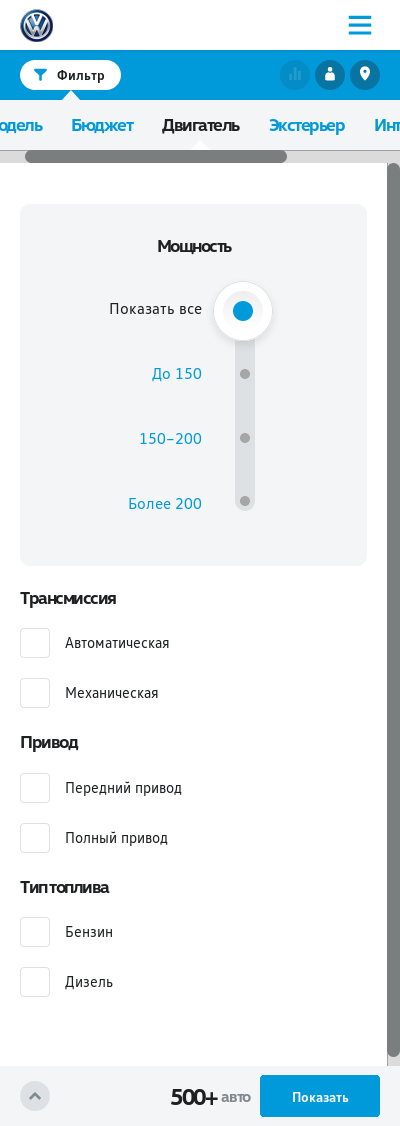 Фильтр
одель Бюджет Двигатель Экстерьер Инт
Мощность
Показать все
До 150
150–200
Более 200
Трансмиссия
Автоматическая
Механическая
Привод
Передний привод
Полный привод
Тип топлива
Бензин
Дизель
500+ авто Показать